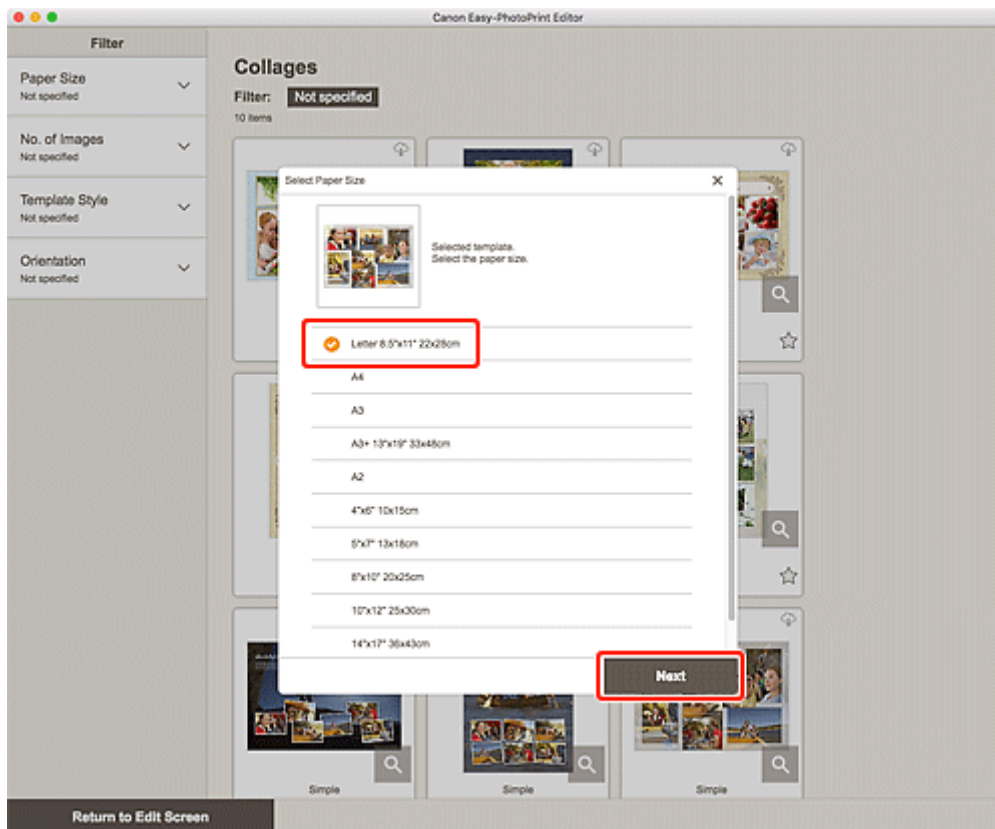 Canon Easy-PhotoPrint Editor
Filter
Paper Size
Not specified
No. of Images
Not specified
Template Style
Not specified
Orientation
Not specified
Collages
Filter: Not specified
10 items
Select Paper Size
Selected template.
Select the paper size.
Letter 8.5"x11" 22x28cm
A4
A3
A3+ 13"x19" 33x48cm
A2
4"x6" 10x15cm
5"x7" 13x18cm
8"x10" 20x25cm
10"x12" 25x30cm
14"x17" 36x43cm
Next
Simple
Simple
Simple
Return to Edit Screen